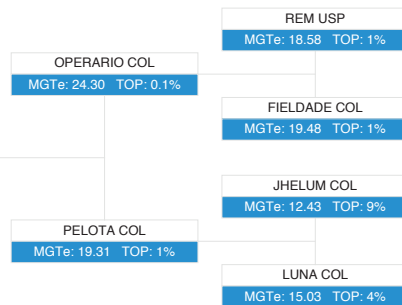 REM USP
MGTe: 18.58 TOP: 1%
OPERARIO COL
MGTe: 24.30 TOP: 0.1%
FIELDADE COL
MGTe: 19.48 TOP: 1%
JHELUM COL
MGTe: 12.43 TOP: 9%
PELOTA COL
MGTe: 19.31 TOP: 1%
LUNA COL
MGTe: 15.03 TOP: 4%